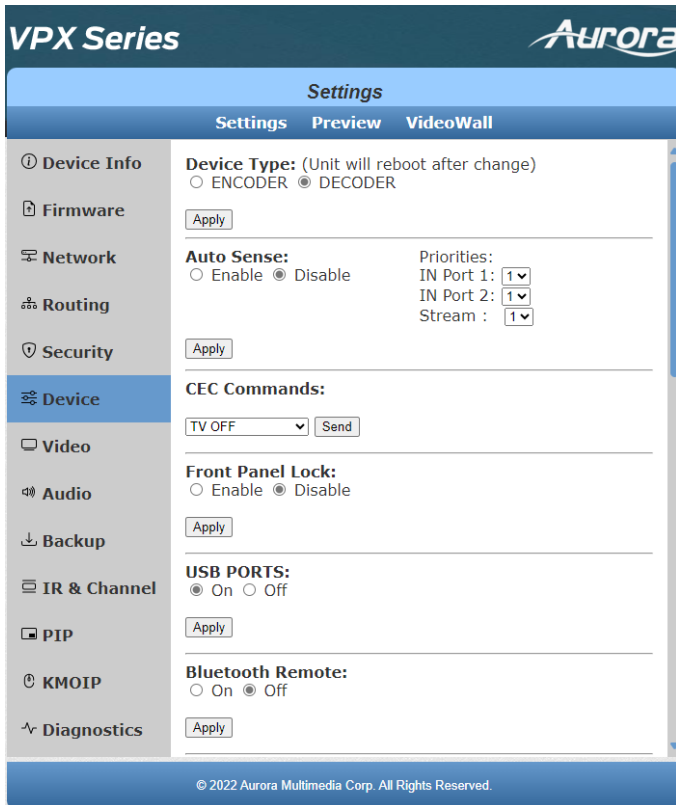 VPX Series
Aurora
Settings
Settings Preview VideoWall
Device Info
Firmware
Network
Routing
Security
Device
Video
Audio
Backup
IR & Channel
PIP
KMOIP
Diagnostics
Device Type: (Unit will reboot after change)
ENCODER DECODER
Apply
Auto Sense:
Enable Disable
Priorities:
IN Port 1: 1
IN Port 2: 1
Stream : 1
Apply
CEC Commands:
TV OFF Send
Front Panel Lock:
Enable Disable
Apply
USB PORTS:
On Off
Apply
Bluetooth Remote:
On Off
Apply
© 2022 Aurora Multimedia Corp. All Rights Reserved.